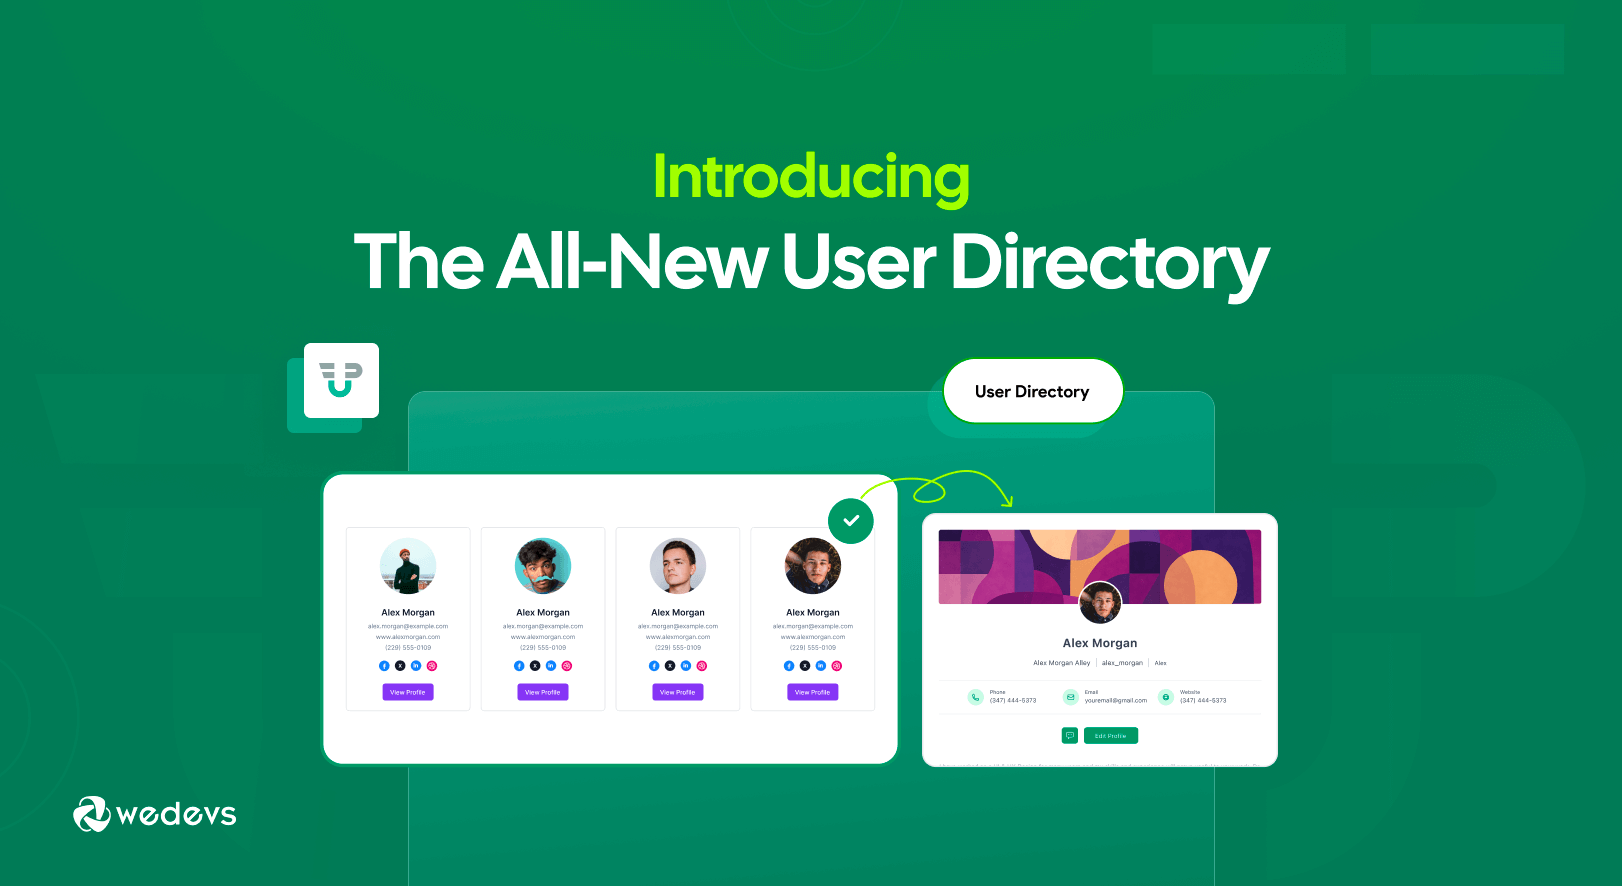 Introducing
The All-New User Directory
User Directory
Alex Morgan
alex.morgan@example.com
www.alexmorgan.com
(229) 555-0109
View Profile
Alex Morgan
alex.morgan@example.com
www.alexmorgan.com
(229) 555-0109
View Profile
Alex Morgan
alex.morgan@example.com
www.alexmorgan.com
(229) 555-0109
View Profile
Alex Morgan
alex.morgan@example.com
www.alexmorgan.com
(229) 555-0109
View Profile
Alex Morgan
Alex Morgan Alley | alex_morgan | Alex
Phone
(347) 444-5373
Email
youremail@gmail.com
Website
(347) 444-5373
Edit Profile
wedevs